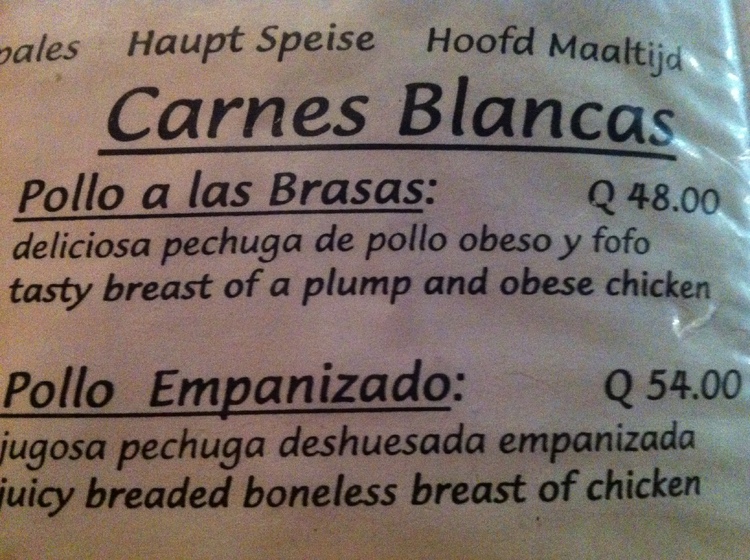 Haupt Speise Hoofd Maaltijd
Carnes Blancas
Pollo a las Brasas: Q 48.00
deliciosa pechuga de pollo obeso y fofo
tasty breast of a plump and obese chicken
Pollo Empanizado: Q 54.00
jugosa pechuga deshuesada empanizada
juicy breaded boneless breast of chicken